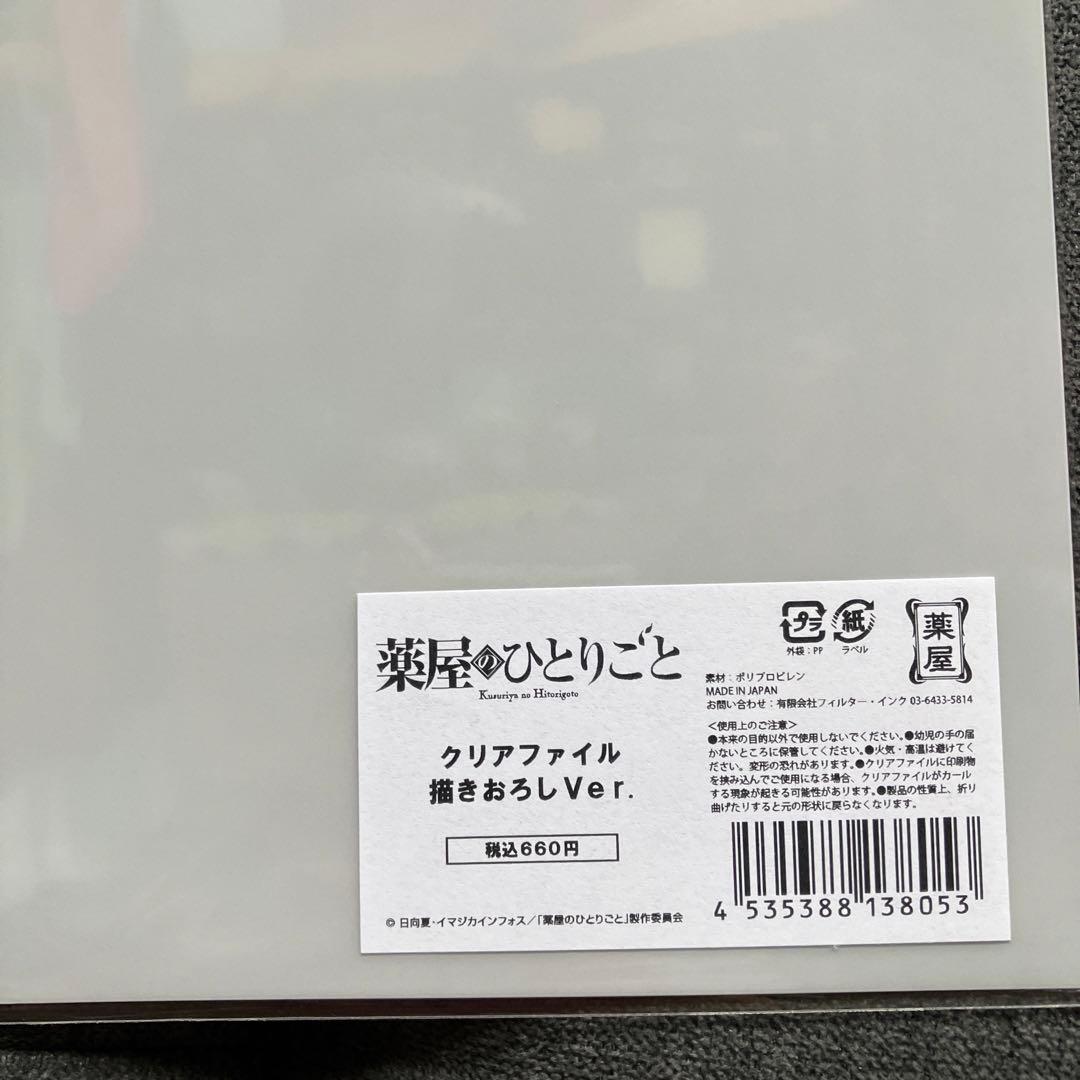 薬屋のひとりごと
Kusuriya no Hitorigoto
クリアファイル
描きおろしVer.
税込660円
© 日向夏・イマジカインフォス／「薬屋のひとりごと」製作委員会
プラ
紙
外袋：PP
ラベル
薬屋
素材：ポリプロピレン
MADE IN JAPAN
お問い合わせ：有限会社フィルター・インク 03-6433-5814
＜使用上のご注意＞
●本来の目的以外で使用しないでください。●幼児の手の届
かないところに保管してください。●火気・高温は避けてく
ださい。変形の恐れがあります。●クリアファイルに印刷物
を挟み込んでご使用になる場合、クリアファイルがカール
する現象が起きる可能性があります。●製品の性質上、折り
曲げたりすると元の形状に戻らなくなります。
4 535388 138053